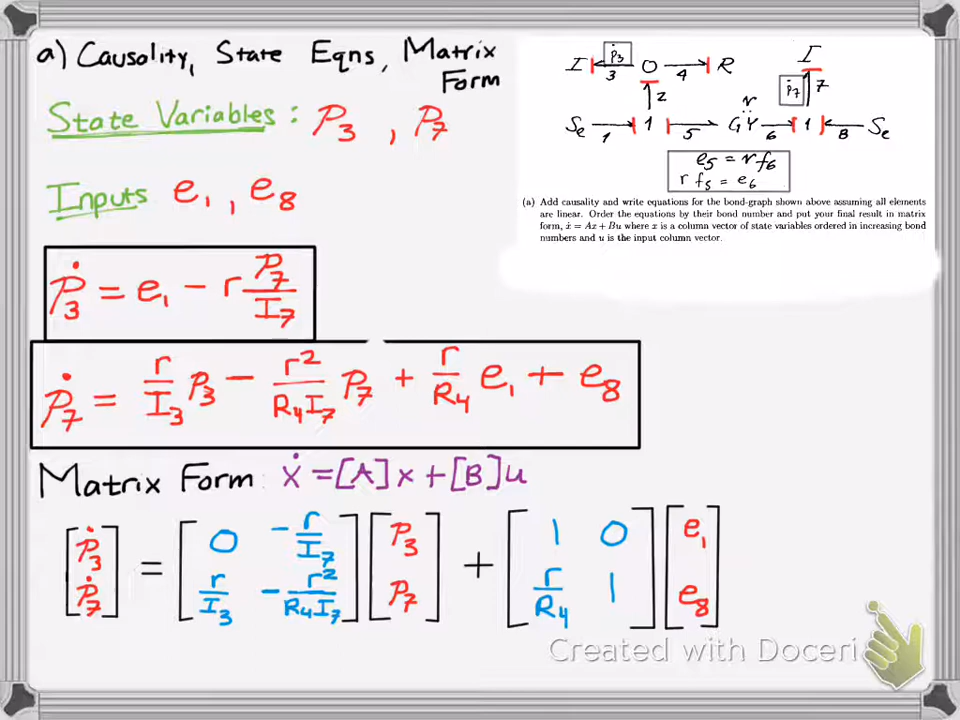 a) Causality, State Eqns, Matrix Form
State Variables: P₃, P₇
Inputs e₁, e₈
Ṗ₃ = e₁ − r P₇/I₇
Ṗ₇ = r/I₃ P₃ − r²/(R₄I₇) P₇ + r/R₄ e₁ + e₈
Matrix Form ẋ = [A]x + [B]u
[Ṗ₃ Ṗ₇] = [0 −r/I₇ r/I₃ −r²/(R₄I₇)] [P₃ P₇] + [1 0 r/R₄ 1] [e₁ e₈]
I ṗ₃ 3 0 4 R I
2 ṗ₇ 7
r
Se 1 1 5 GY 6 1 8 Se
e₅ = r f₆
r f₅ = e₆
(a) Add causality and write equations for the bond-graph shown above assuming all elements
are linear. Order the equations by their bond number and put your final result in matrix
form, ẋ = Ax + Bu where x is a column vector of state variables ordered in increasing bond
numbers and u is the input column vector.
Created with Doceri